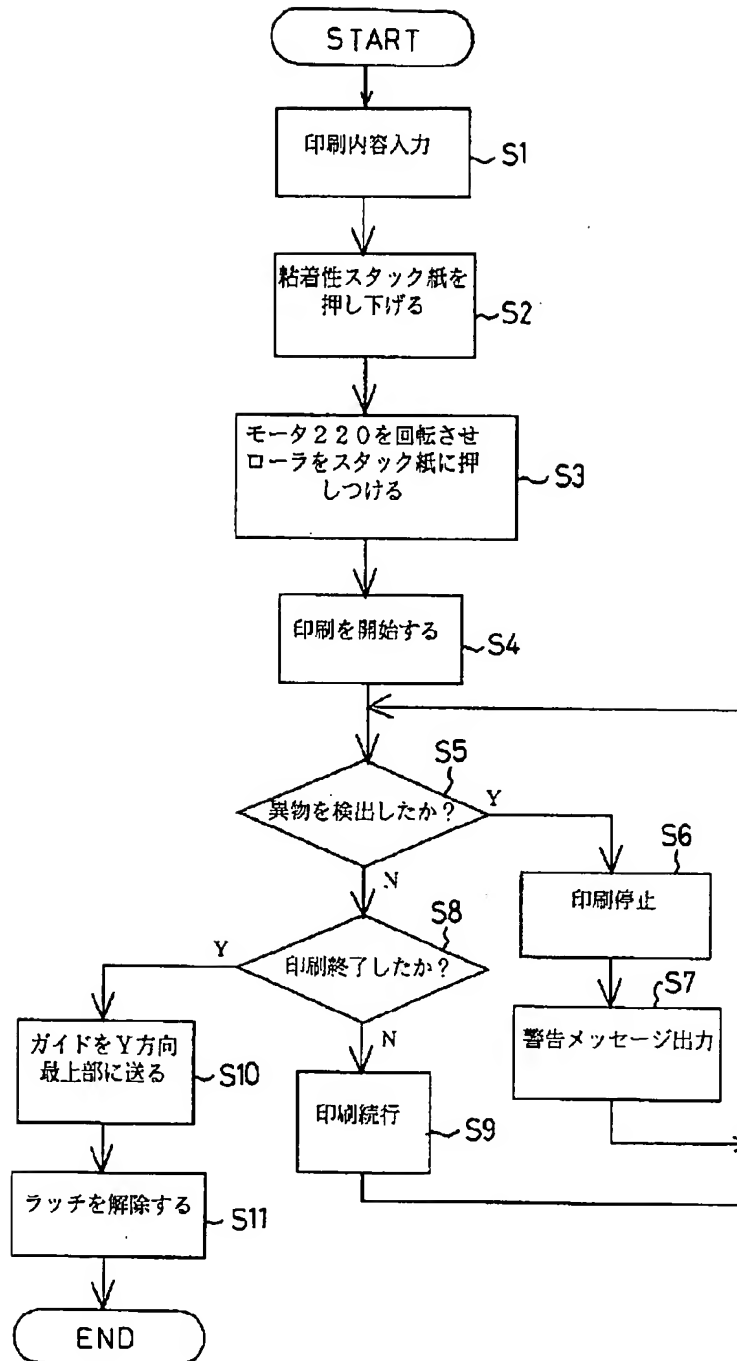 START
印刷内容入力
S1
粘着性スタック紙を
押し下げる
S2
モータ220を回転させ
ローラをスタック紙に押
しつける
S3
印刷を開始する
S4
S5
異物を検出したか?
Y
N
S6
印刷停止
S7
警告メッセージ出力
S8
印刷終了したか?
Y
N
印刷続行
S9
ガイドをY方向
最上部に送る
S10
ラッチを解除する
S11
END